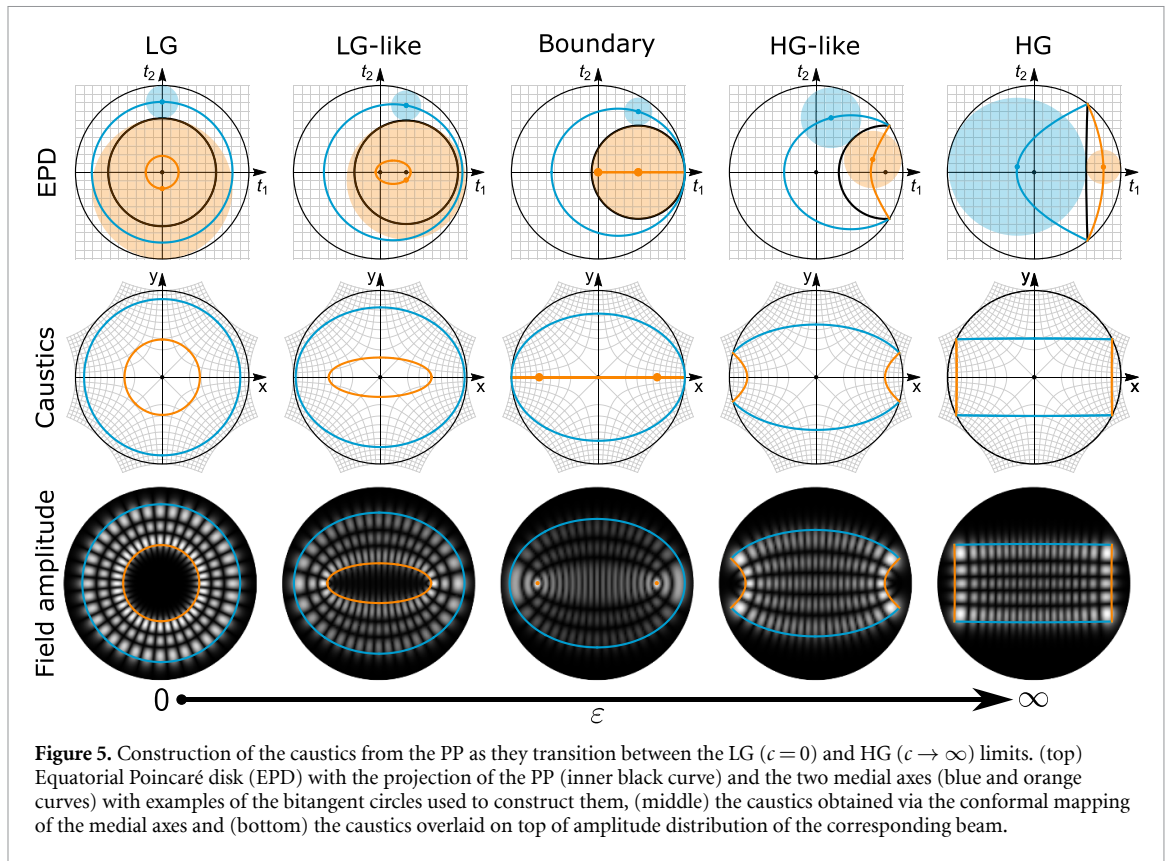 LG LG-like Boundary HG-like HG
t2 t2 t2 t2 t2
EPD
t1 t1 t1 t1 t1
y y y y y
Caustics
x x x x x
Field amplitude
0 ∞
ε
Figure 5. Construction of the caustics from the PP as they transition between the LG (c = 0) and HG (c → ∞) limits. (top)
Equatorial Poincaré disk (EPD) with the projection of the PP (inner black curve) and the two medial axes (blue and orange
curves) with examples of the bitangent circles used to construct them, (middle) the caustics obtained via the conformal mapping
of the medial axes and (bottom) the caustics overlaid on top of amplitude distribution of the corresponding beam.